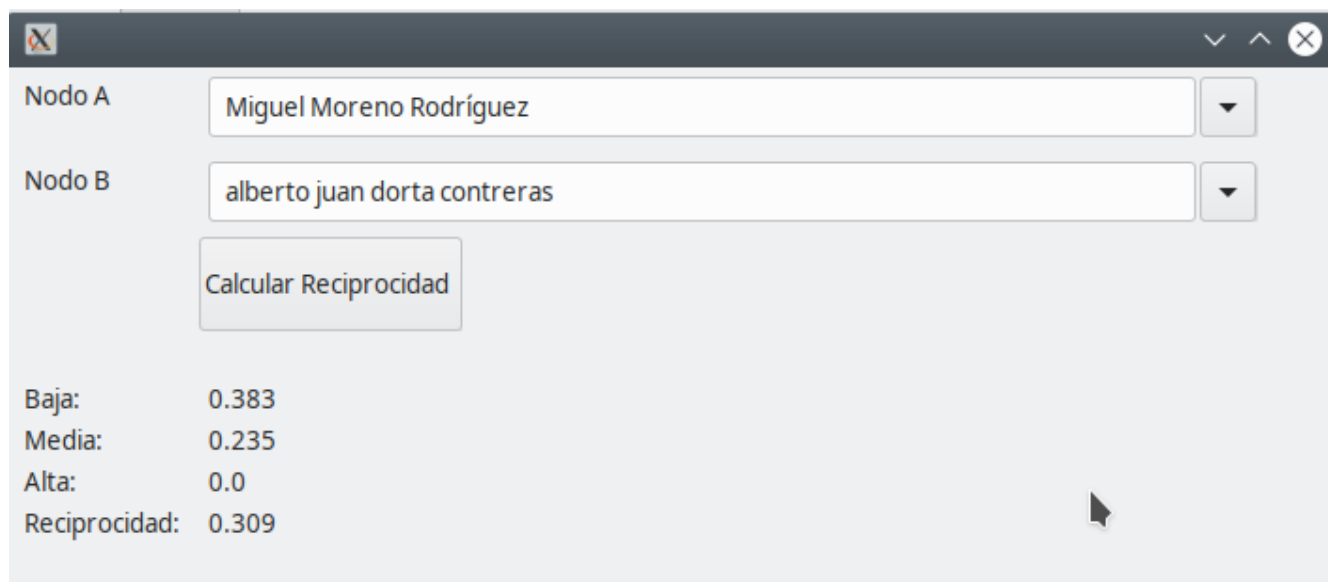 Nodo A Miguel Moreno Rodríguez
Nodo B alberto juan dorta contreras
Calcular Reciprocidad
Baja: 0.383
Media: 0.235
Alta: 0.0
Reciprocidad: 0.309